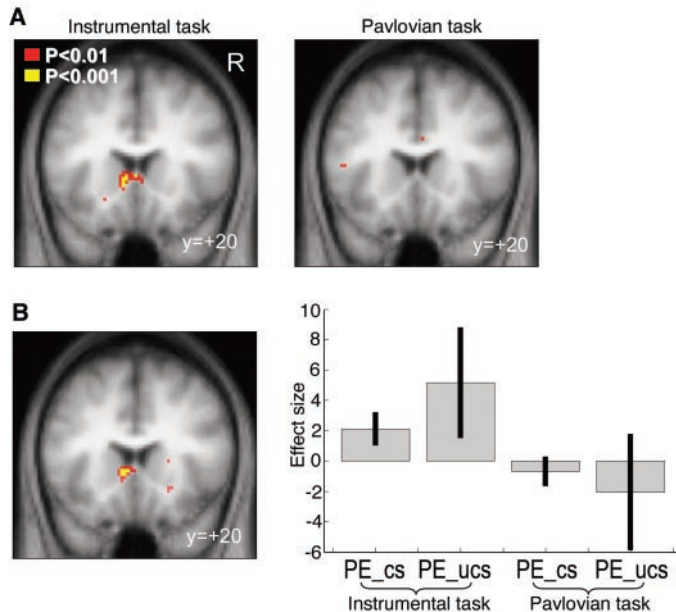 A
Instrumental task
Pavlovian task
P<0.01
P<0.001
R
y=+20
y=+20
B
y=+20
Effect size
10
8
6
4
2
0
-2
-4
-6
PE_cs PE_ucs PE_cs PE_ucs
Instrumental task Pavlovian task